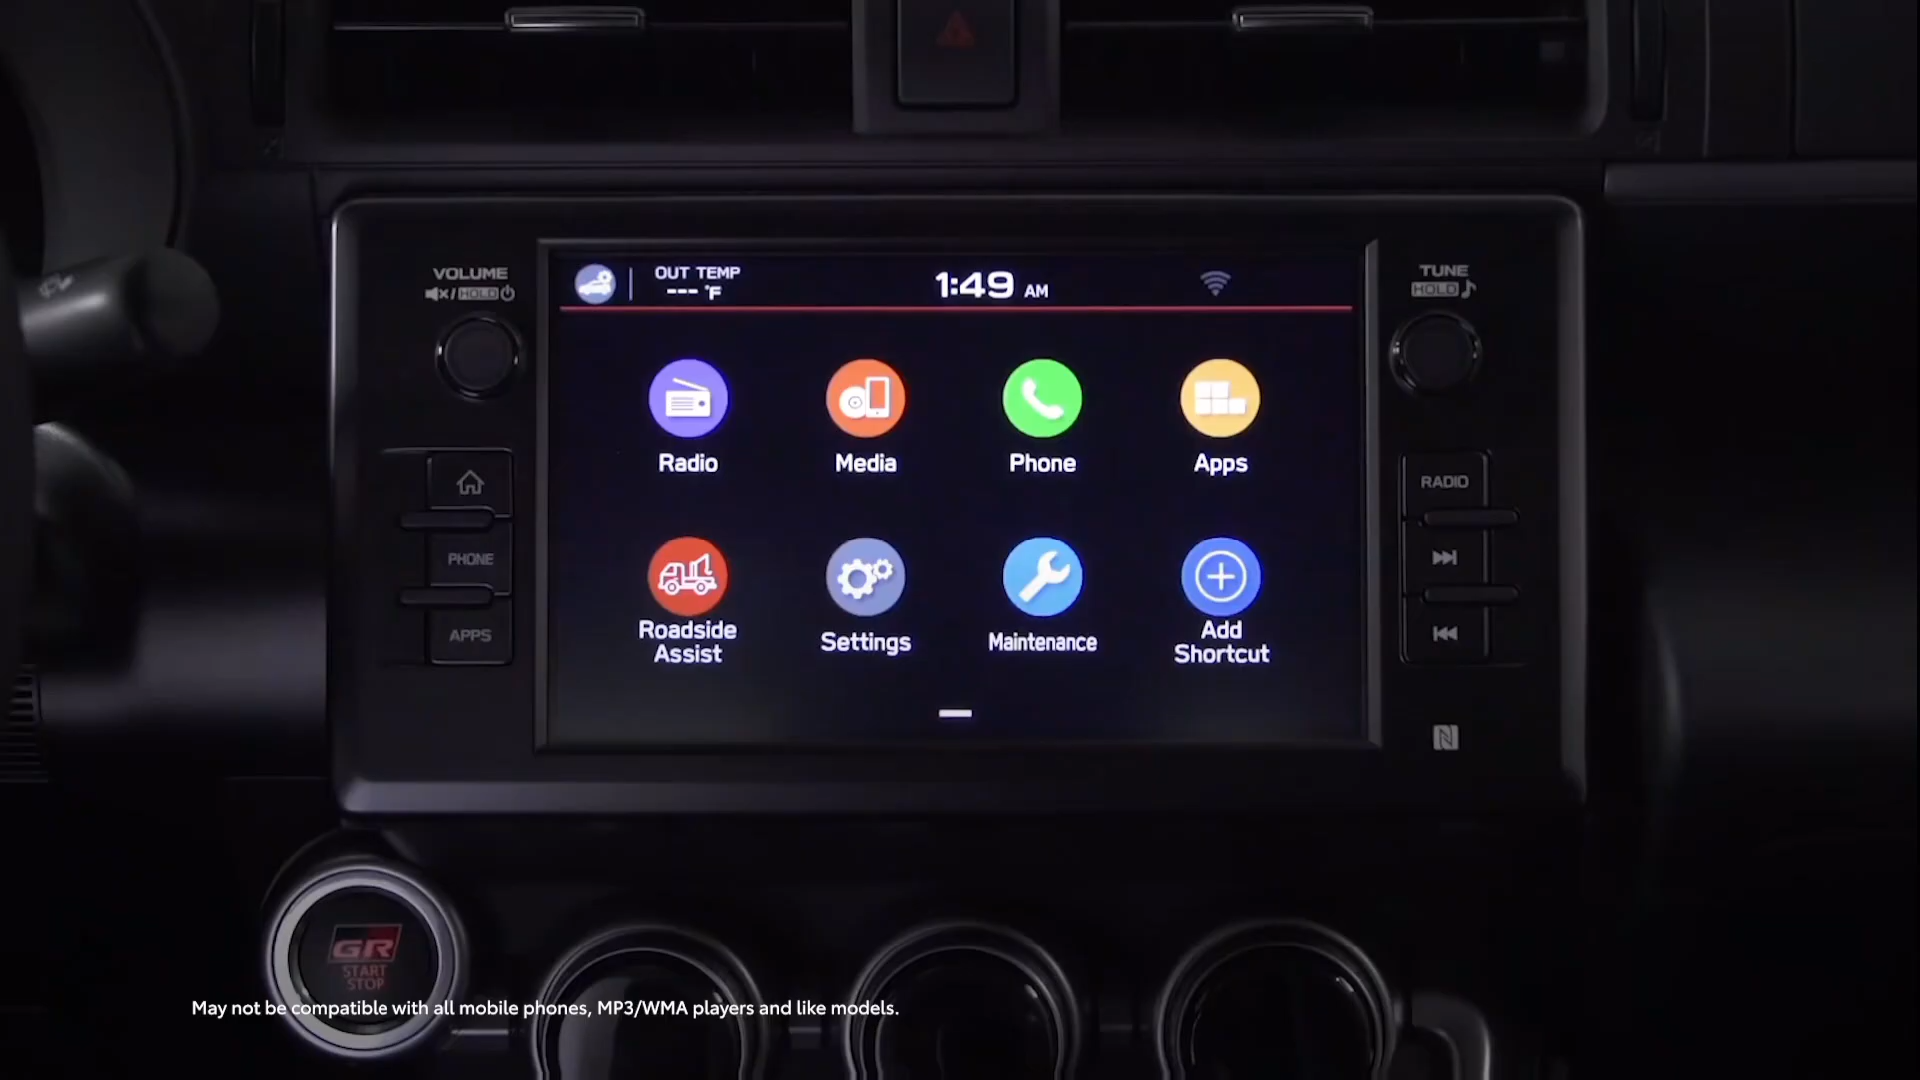 VOLUME
/HOLD
OUT TEMP
--- °F
1:49 AM
TUNE
HOLD
Radio
Media
Phone
Apps
RADIO
PHONE
APPS
Roadside
Assist
Settings
Maintenance
Add
Shortcut
GR
START
STOP
May not be compatible with all mobile phones, MP3/WMA players and like models.